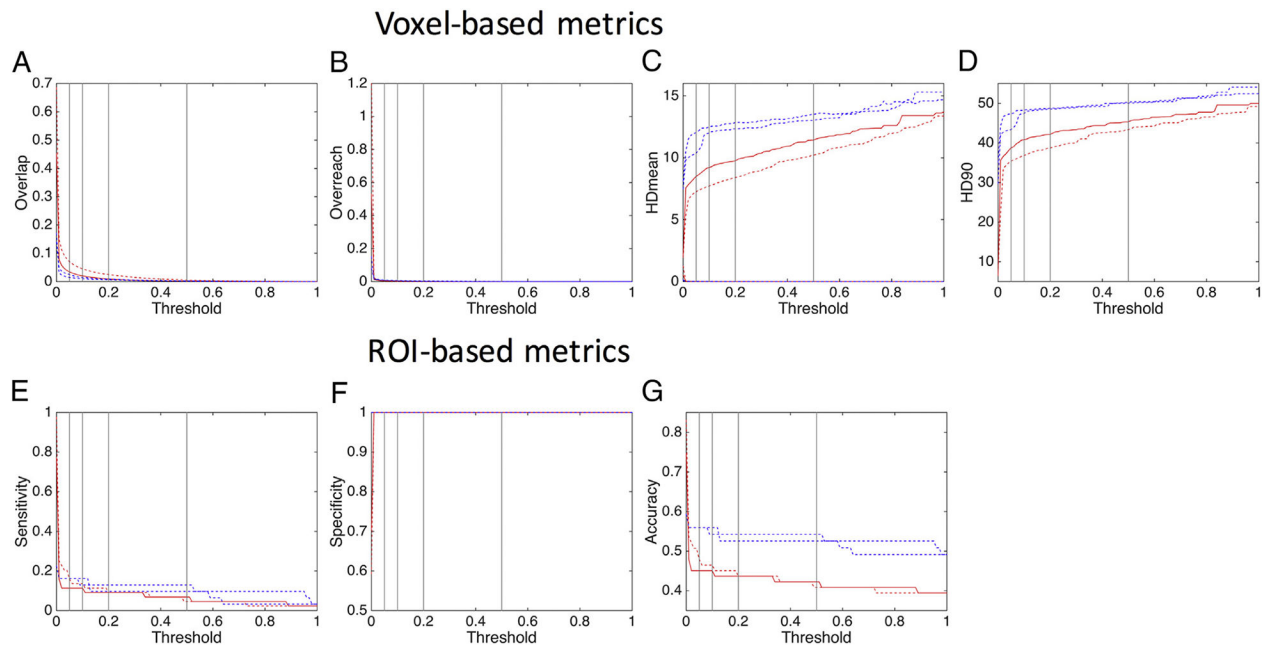 Voxel-based metrics
A
B
C
D
0.7
0.6
0.5
0.4
0.3
0.2
0.1
0
Overlap
0 0.2 0.4 0.6 0.8 1
Threshold
1.2
1
0.8
0.6
0.4
0.2
0
Overreach
0 0.2 0.4 0.6 0.8 1
Threshold
15
10
5
0
HDmean
0 0.2 0.4 0.6 0.8 1
Threshold
50
40
30
20
10
HD90
0 0.2 0.4 0.6 0.8 1
Threshold
ROI-based metrics
E
F
G
1
0.8
0.6
0.4
0.2
0
Sensitivity
0 0.2 0.4 0.6 0.8 1
Threshold
1
0.9
0.8
0.7
0.6
0.5
Specificity
0 0.2 0.4 0.6 0.8 1
Threshold
0.8
0.7
0.6
0.5
0.4
Accuracy
0 0.2 0.4 0.6 0.8 1
Threshold